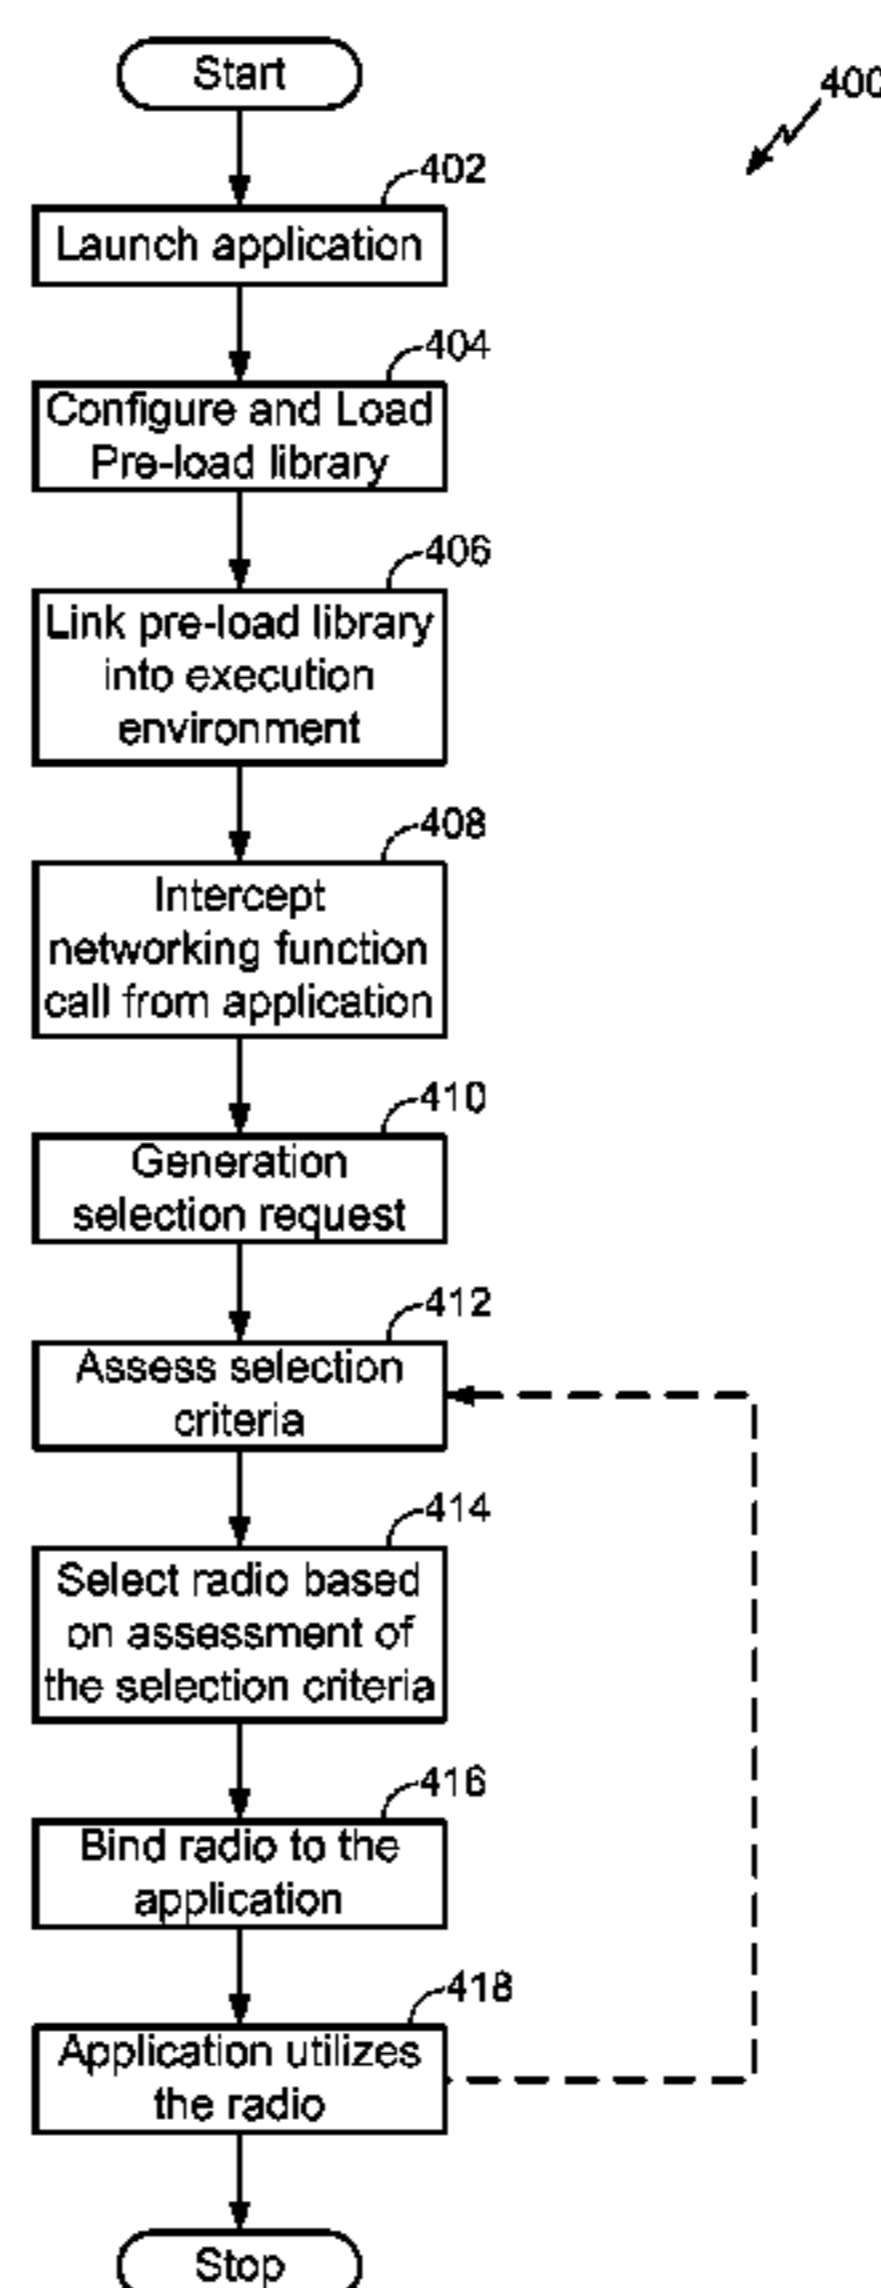 Start
400
402
Launch application
404
Configure and Load
Pre-load library
406
Link pre-load library
into execution
environment
408
Intercept
networking function
call from application
410
Generation
selection request
412
Assess selection
criteria
414
Select radio based
on assessment of
the selection criteria
416
Bind radio to the
application
418
Application utilizes
the radio
Stop